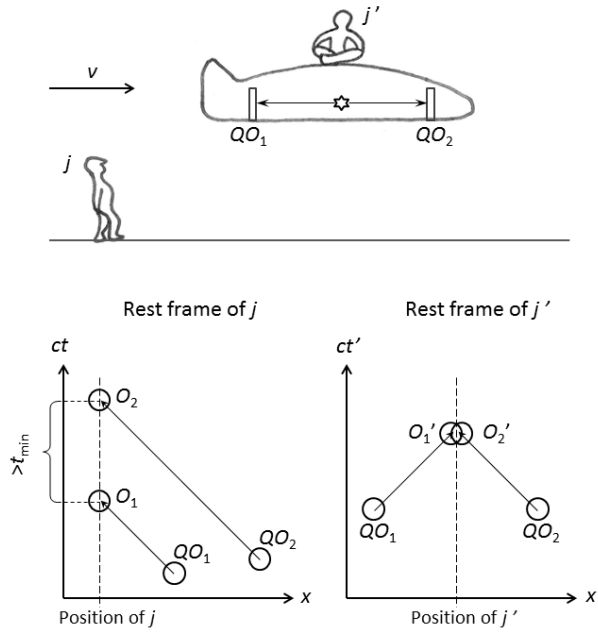 j ’
v
QO1
QO2
j
Rest frame of j
Rest frame of j ’
ct
ct’
O2
O1’
O2’
>tmin
O1
QO1
QO2
QO1
QO2
x
x
Position of j
Position of j ’